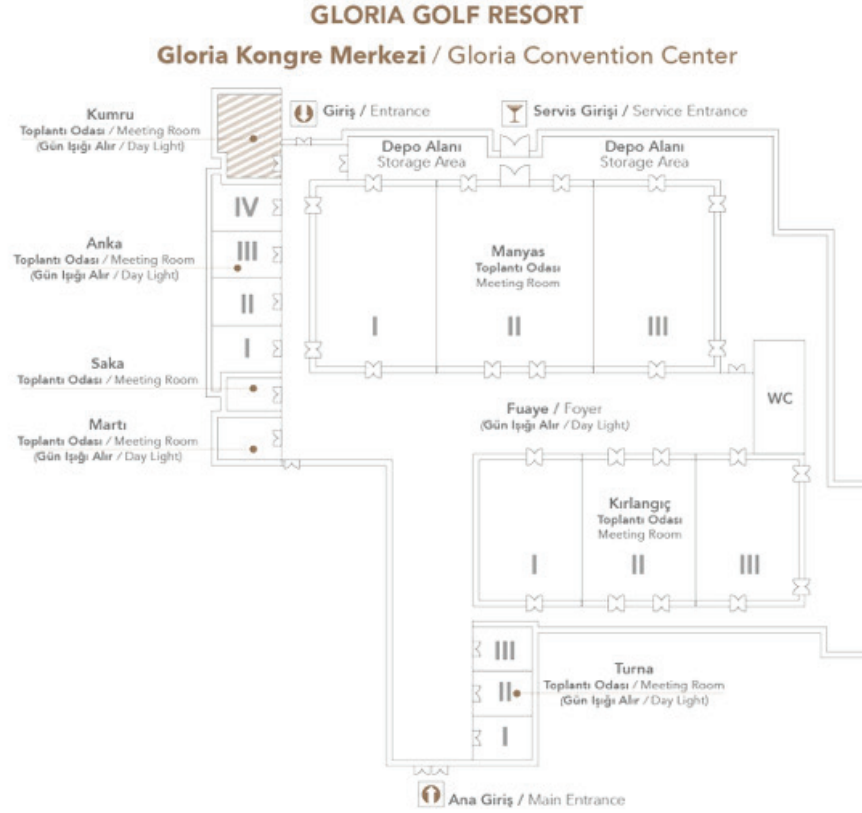 GLORIA GOLF RESORT
Gloria Kongre Merkezi / Gloria Convention Center
Kumru
Toplantı Odası / Meeting Room
(Gün Işığı Alır / Day Light)
Giriş / Entrance
Servis Girişi / Service Entrance
Depo Alanı
Storage Area
Depo Alanı
Storage Area
IV
Anka
Toplantı Odası / Meeting Room
(Gün Işığı Alır / Day Light)
III
II
I
Manyas
Toplantı Odası
Meeting Room
I
II
III
Saka
Toplantı Odası / Meeting Room
Martı
Toplantı Odası / Meeting Room
(Gün Işığı Alır / Day Light)
WC
Fuaye / Foyer
(Gün Işığı Alır / Day Light)
Kırlangıç
Toplantı Odası
Meeting Room
I
II
III
III
II
I
Turna
Toplantı Odası / Meeting Room
(Gün Işığı Alır / Day Light)
Ana Giriş / Main Entrance